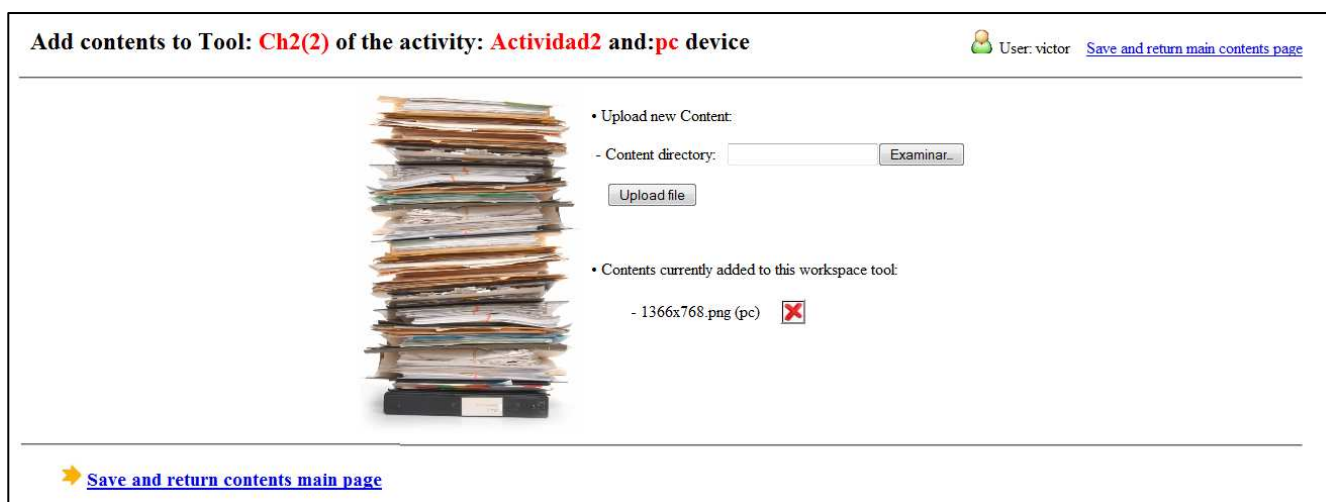 Add contents to Tool: Ch2(2) of the activity: Actividad2 and:pc device
User: victor Save and return main contents page
• Upload new Content:
- Content directory: Examinar...
Upload file
• Contents currently added to this workspace tool:
- 1366x768.png (pc)
Save and return contents main page